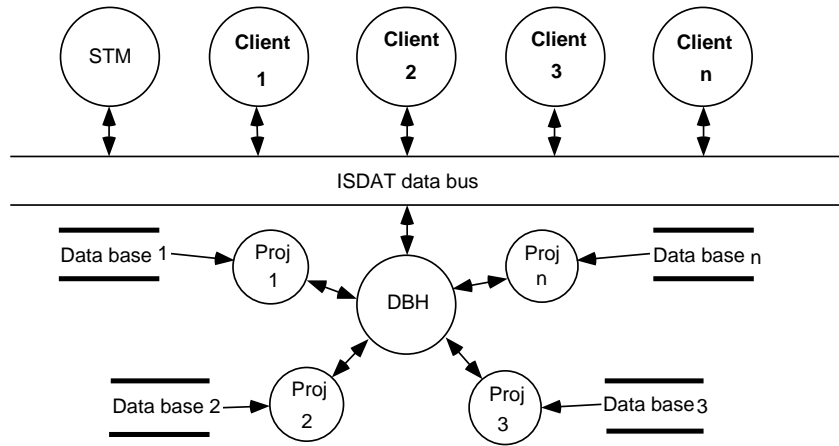 STM
Client
1
Client
2
Client
3
Client
n
ISDAT data bus
Data base 1
Proj
1
DBH
Proj
n
Data base n
Data base 2
Proj
2
Proj
3
Data base 3